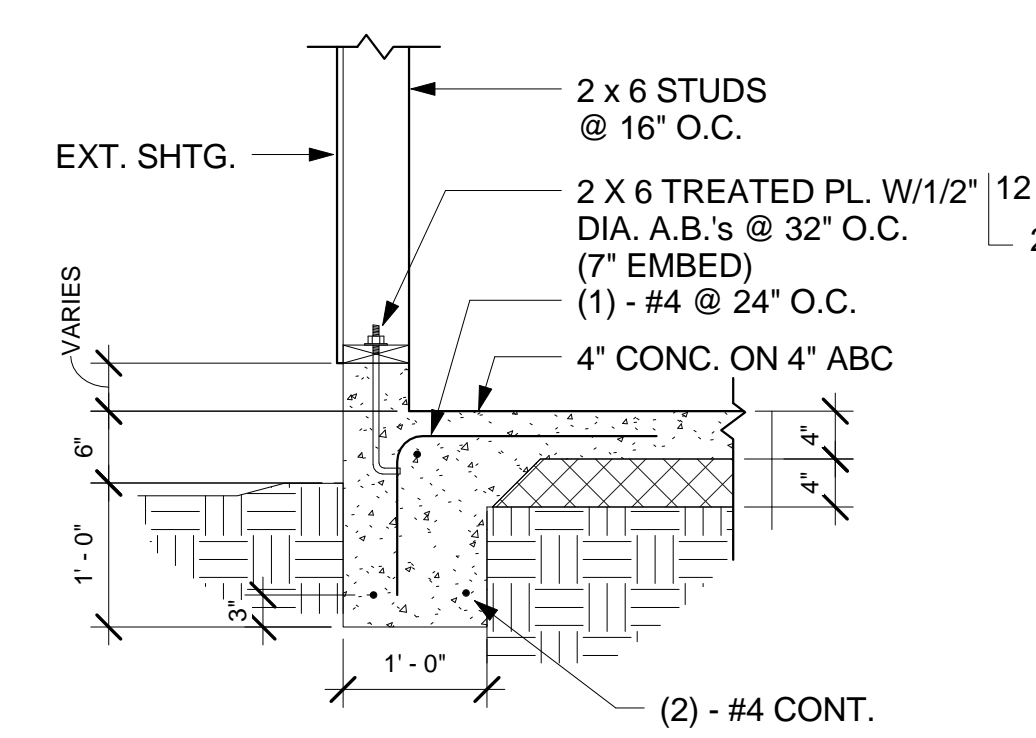 2 x 6 STUDS
@ 16" O.C.
EXT. SHTG.
2 X 6 TREATED PL. W/1/2"
DIA. A.B.'s @ 32" O.C.
(7" EMBED)
(1) - #4 @ 24" O.C.
4" CONC. ON 4" ABC
12
VARIES
6"
1' - 0"
3"
1' - 0"
4"
4"
(2) - #4 CONT.